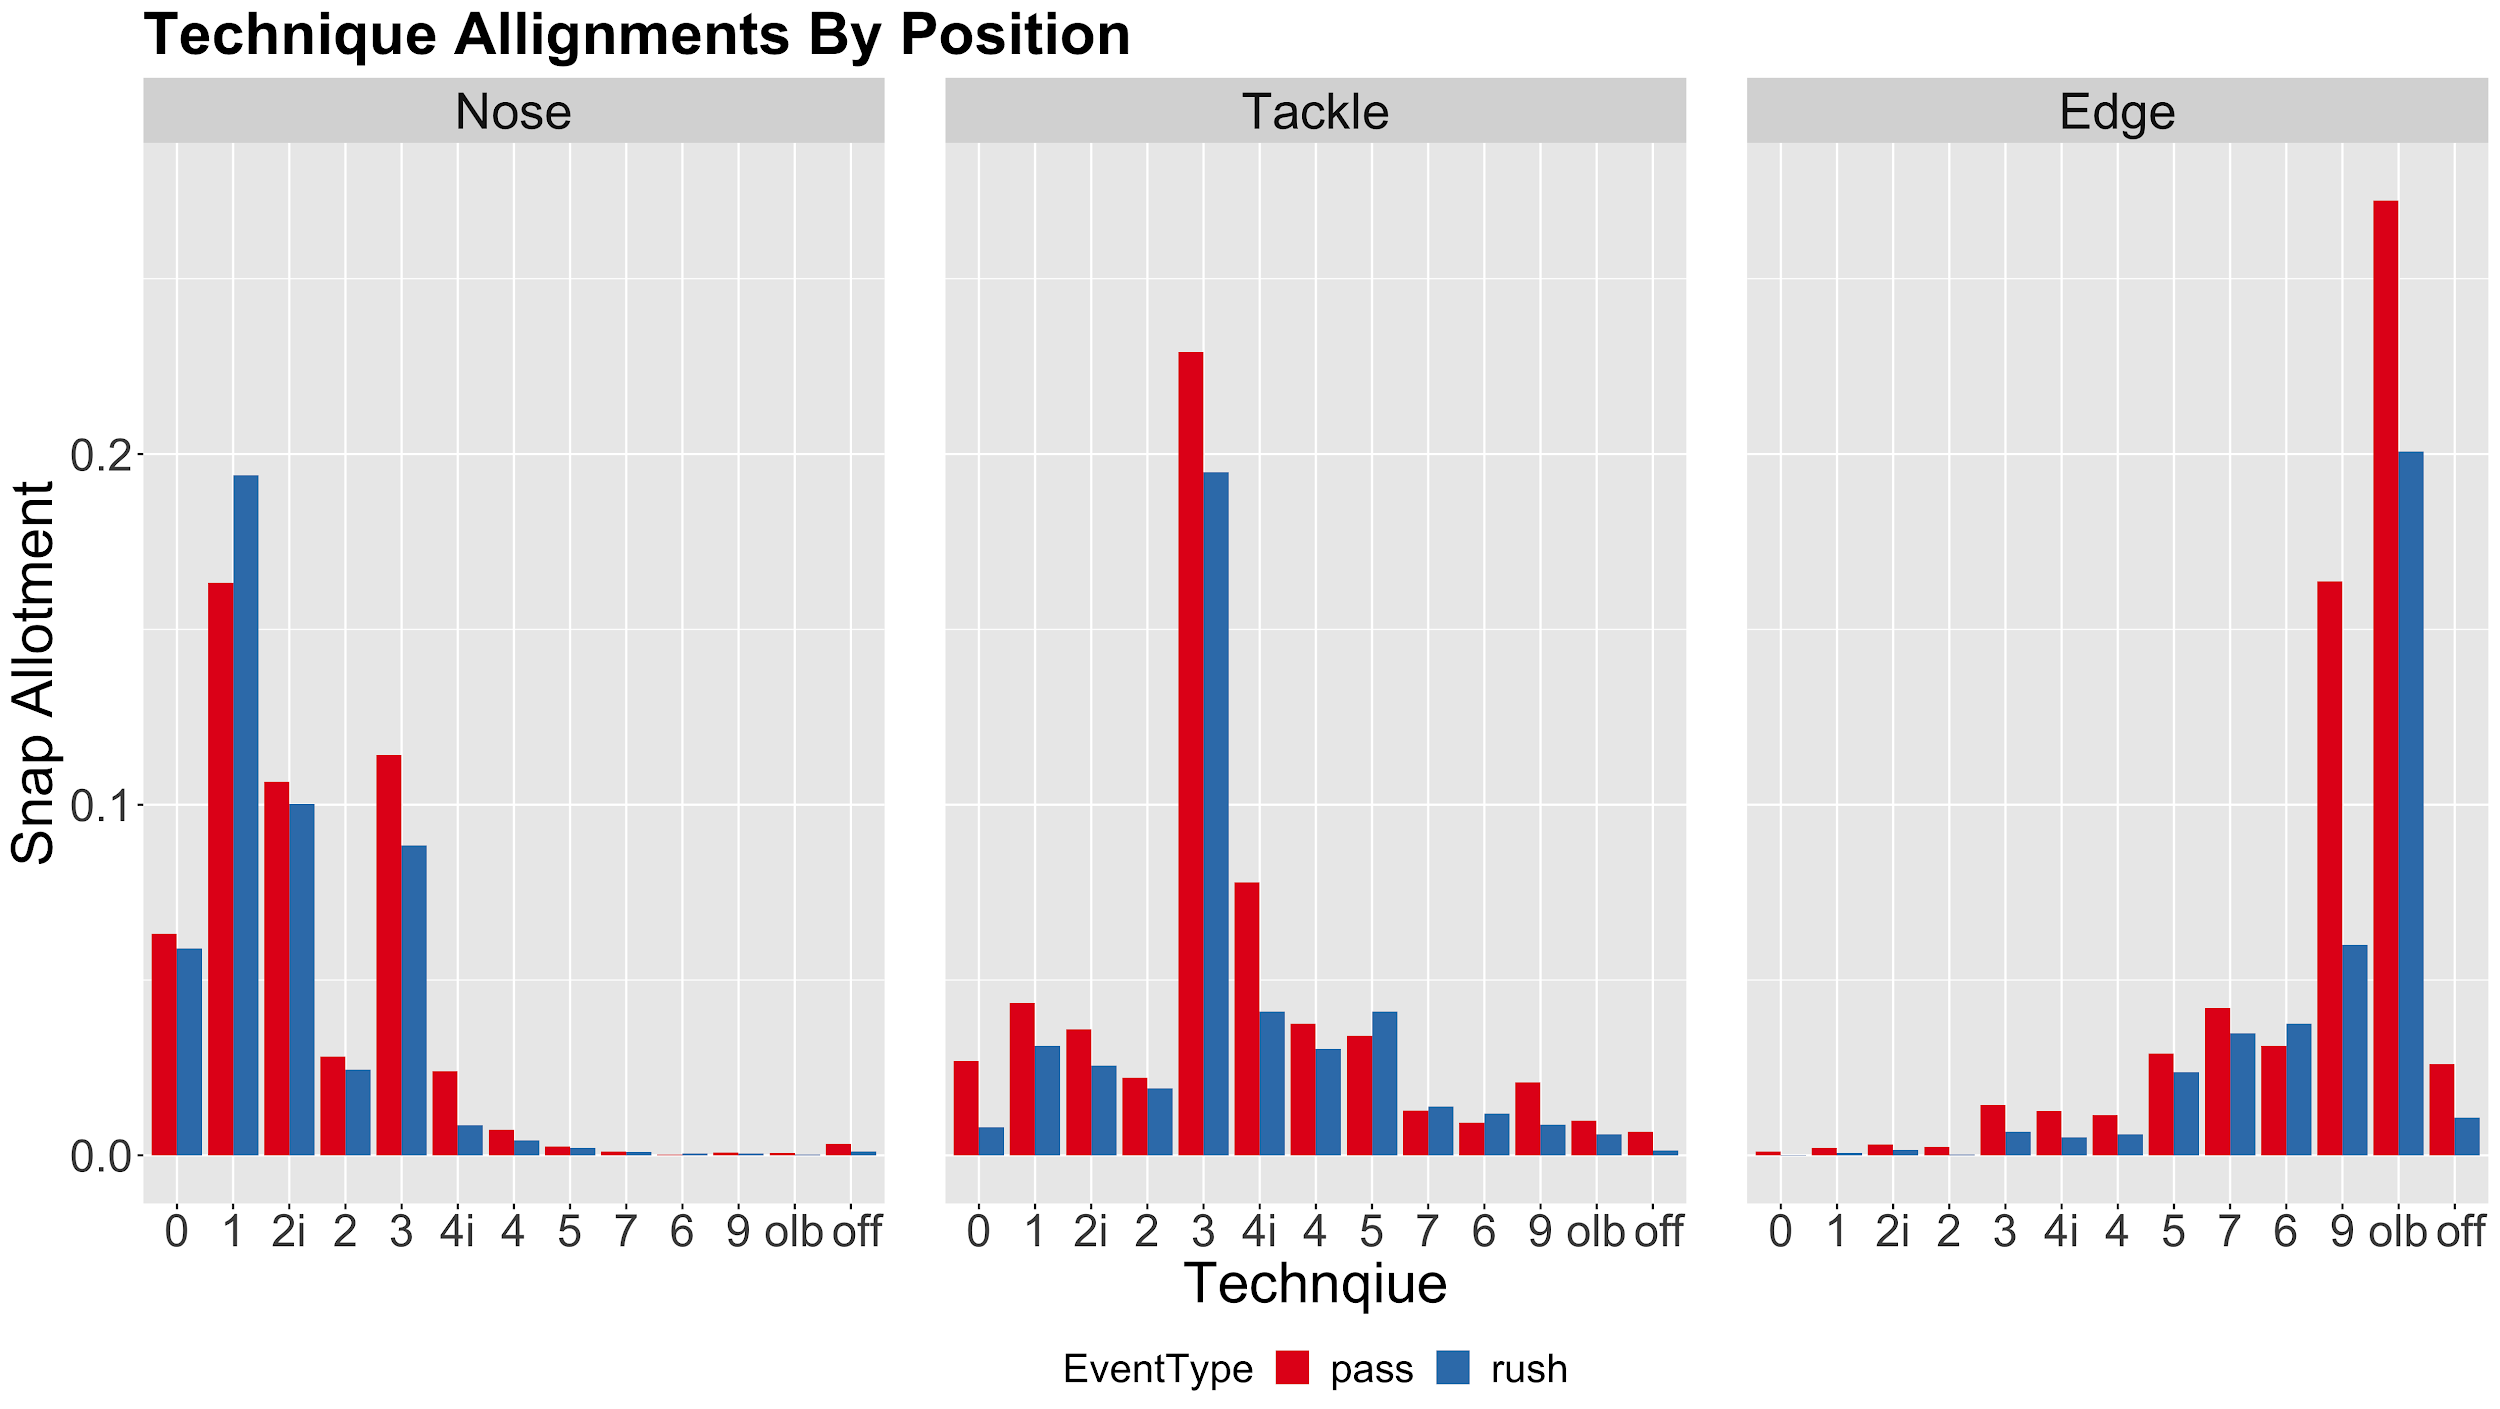 Technique Allignments By Position
Nose Tackle Edge
Snap Allotment
0.2
0.1
0.0
0 1 2i 2 3 4i 4 5 7 6 9 olb off 0 1 2i 2 3 4i 4 5 7 6 9 olb off 0 1 2i 2 3 4i 4 5 7 6 9 olb off
Technqiue
EventType pass rush